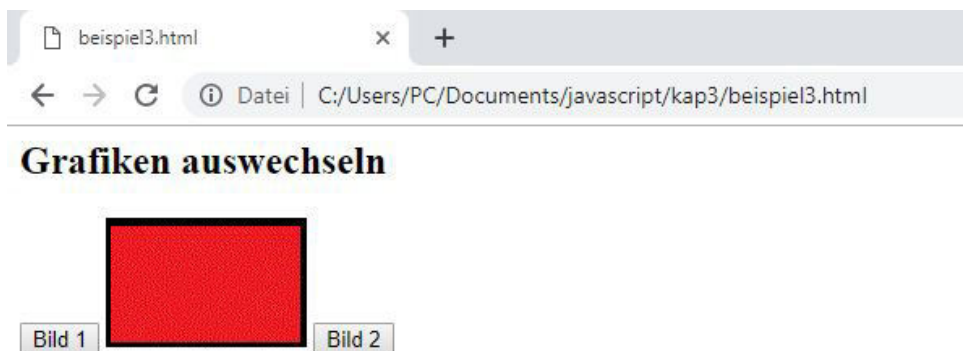 beispiel3.html
Datei | C:/Users/PC/Documents/javascript/kap3/beispiel3.html
Grafiken auswechseln
Bild 1 Bild 2